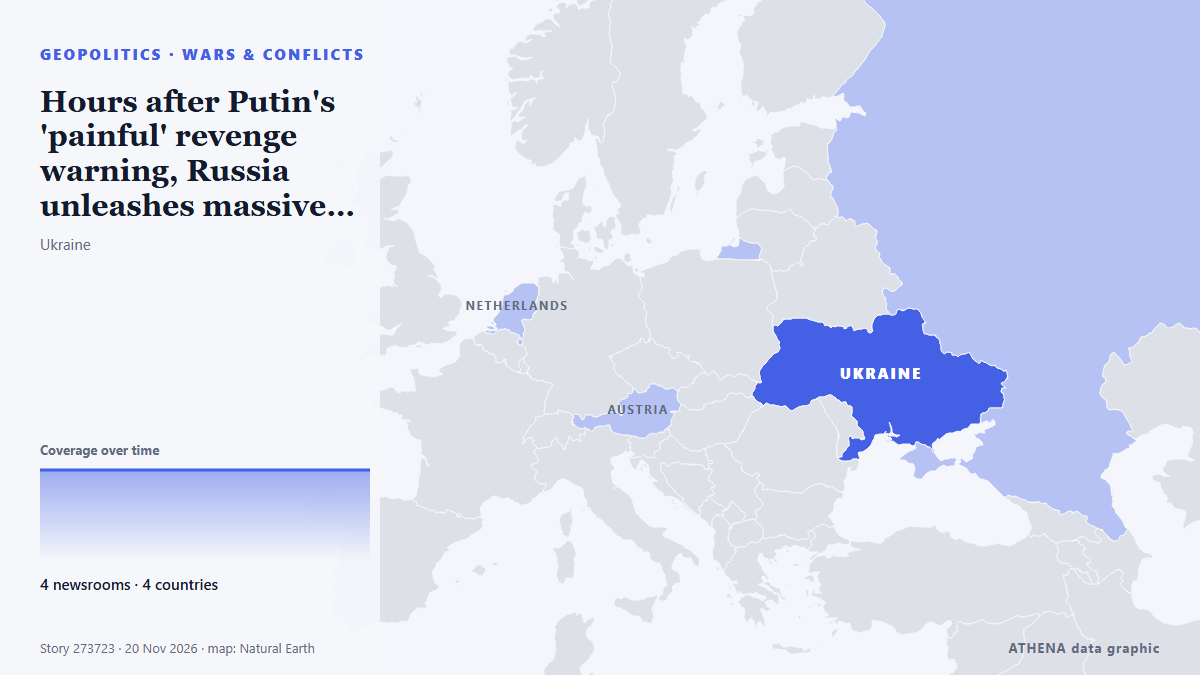 GEOPOLITICS · WARS & CONFLICTS
Hours after Putin's
'painful' revenge
warning, Russia
unleashes massive...
Ukraine
NETHERLANDS
UKRAINE
AUSTRIA
Coverage over time
4 newsrooms · 4 countries
Story 273723 · 20 Nov 2026 · map: Natural Earth
ATHENA data graphic